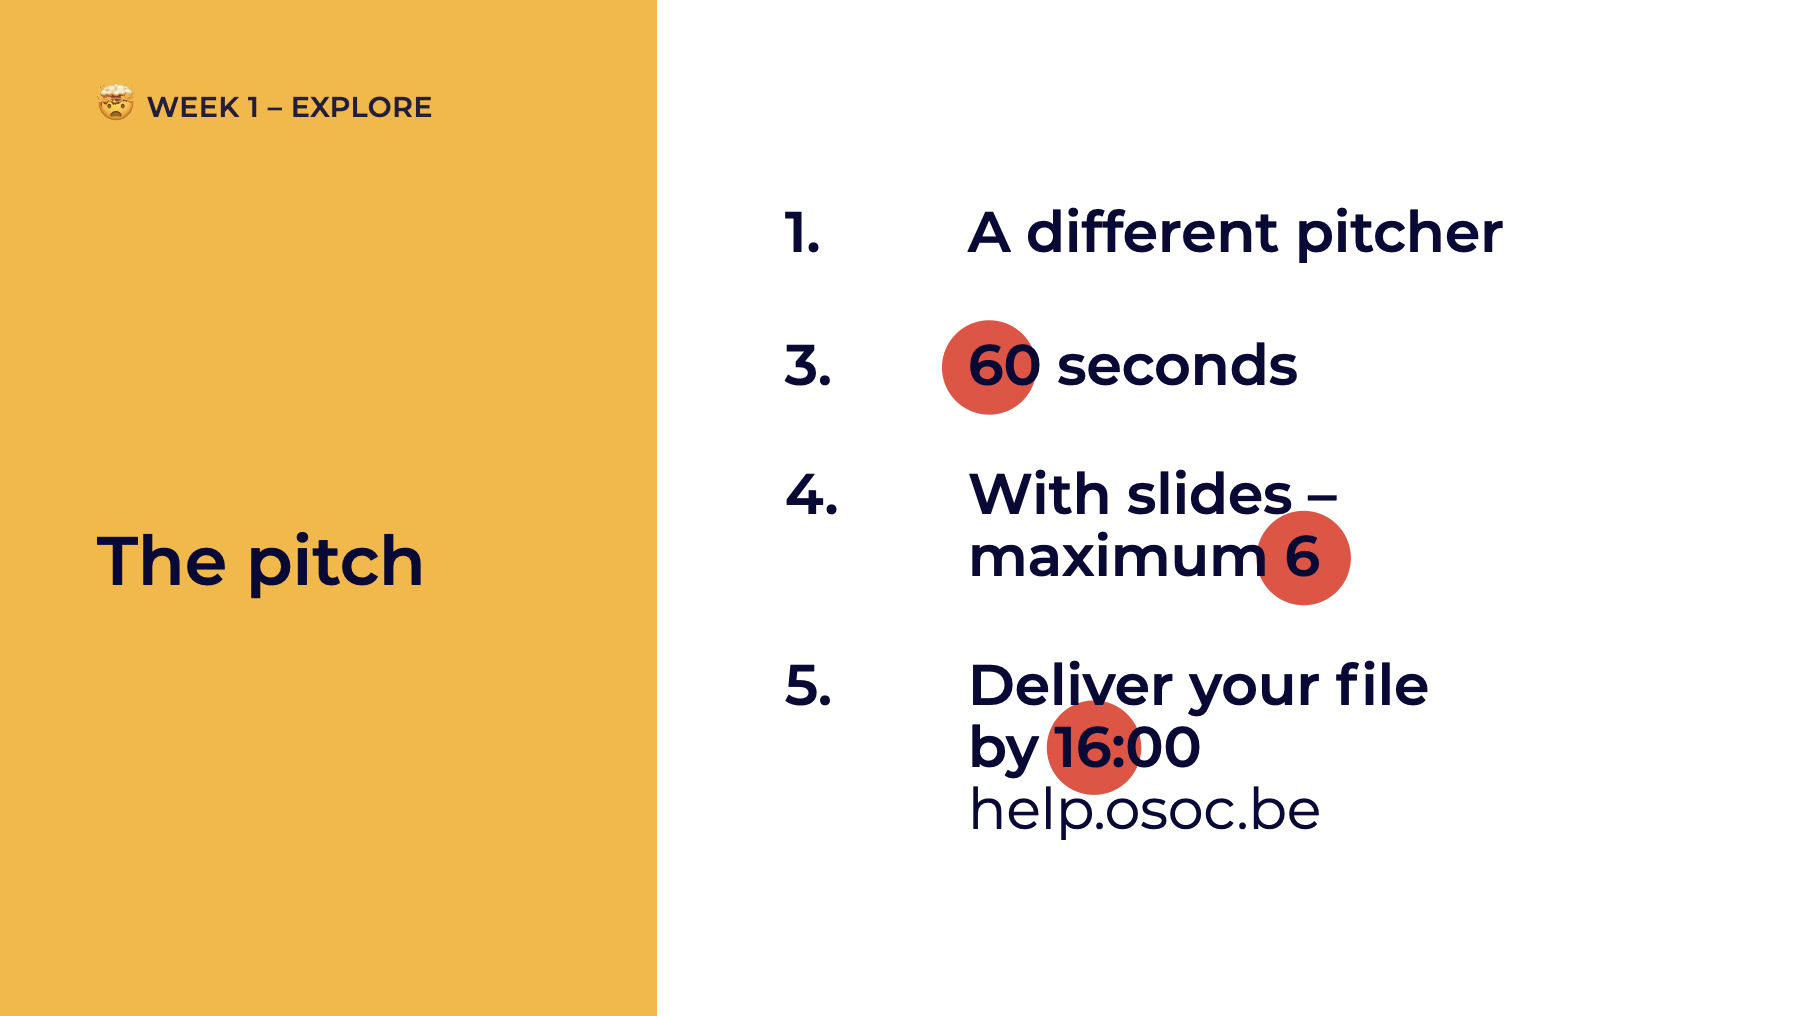 🤯 WEEK 1 – EXPLORE
The pitch
1. A different pitcher
3. 60 seconds
4. With slides –
maximum 6
5. Deliver your file
by 16:00
help.osoc.be